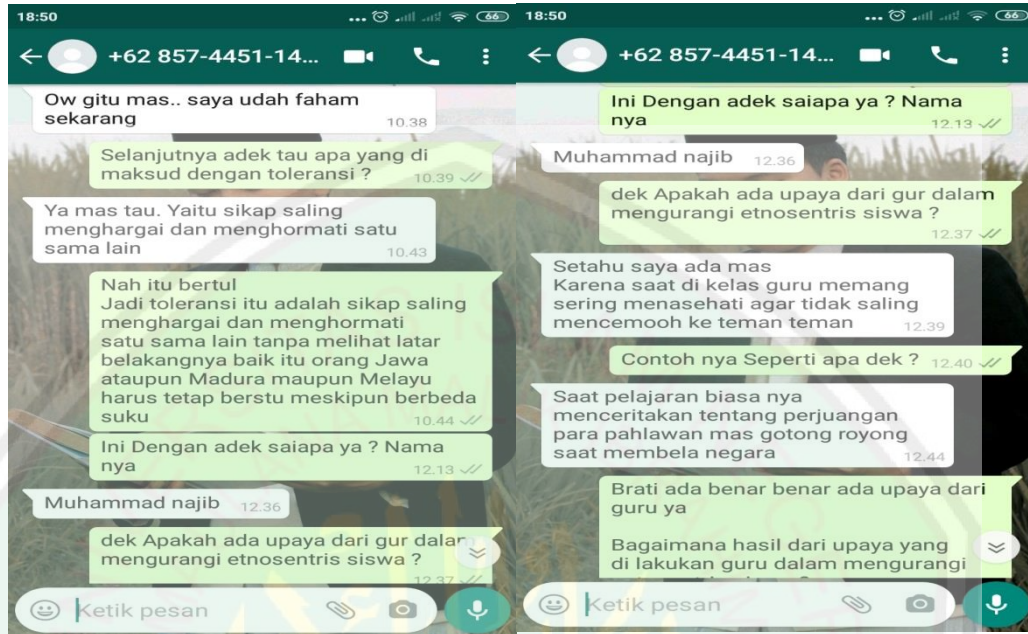 18:50
66
+62 857-4451-14...
Ow gitu mas.. saya udah faham
sekarang
10.38
Selanjutnya adek tau apa yang di
maksud dengan toleransi ?
10.39
Ya mas tau. Yaitu sikap saling
menghargai dan menghormati satu
sama lain
10.43
Nah itu bertul
Jadi toleransi itu adalah sikap saling
menghargai dan menghormati
satu sama lain tanpa melihat latar
belakangnya baik itu orang Jawa
ataupun Madura maupun Melayu
harus tetap berstu meskipun berbeda
suku
10.44
Ini Dengan adek saiapa ya ? Nama
nya
12.13
Muhammad najib
12.36
dek Apakah ada upaya dari gur dalam
mengurangi etnosentris siswa ?
12.37
Ketik pesan
18:50
66
+62 857-4451-14...
Ini Dengan adek saiapa ya ? Nama
nya
12.13
Muhammad najib
12.36
dek Apakah ada upaya dari gur dalam
mengurangi etnosentris siswa ?
12.37
Setahu saya ada mas
Karena saat di kelas guru memang
sering menasehati agar tidak saling
mencemooh ke teman teman
12.39
Contoh nya Seperti apa dek ?
12.40
Saat pelajaran biasa nya
menceritakan tentang perjuangan
para pahlawan mas gotong royong
saat membela negara
12.44
Brati ada benar benar ada upaya dari
guru ya
Bagaimana hasil dari upaya yang
di lakukan guru dalam mengurangi
Ketik pesan